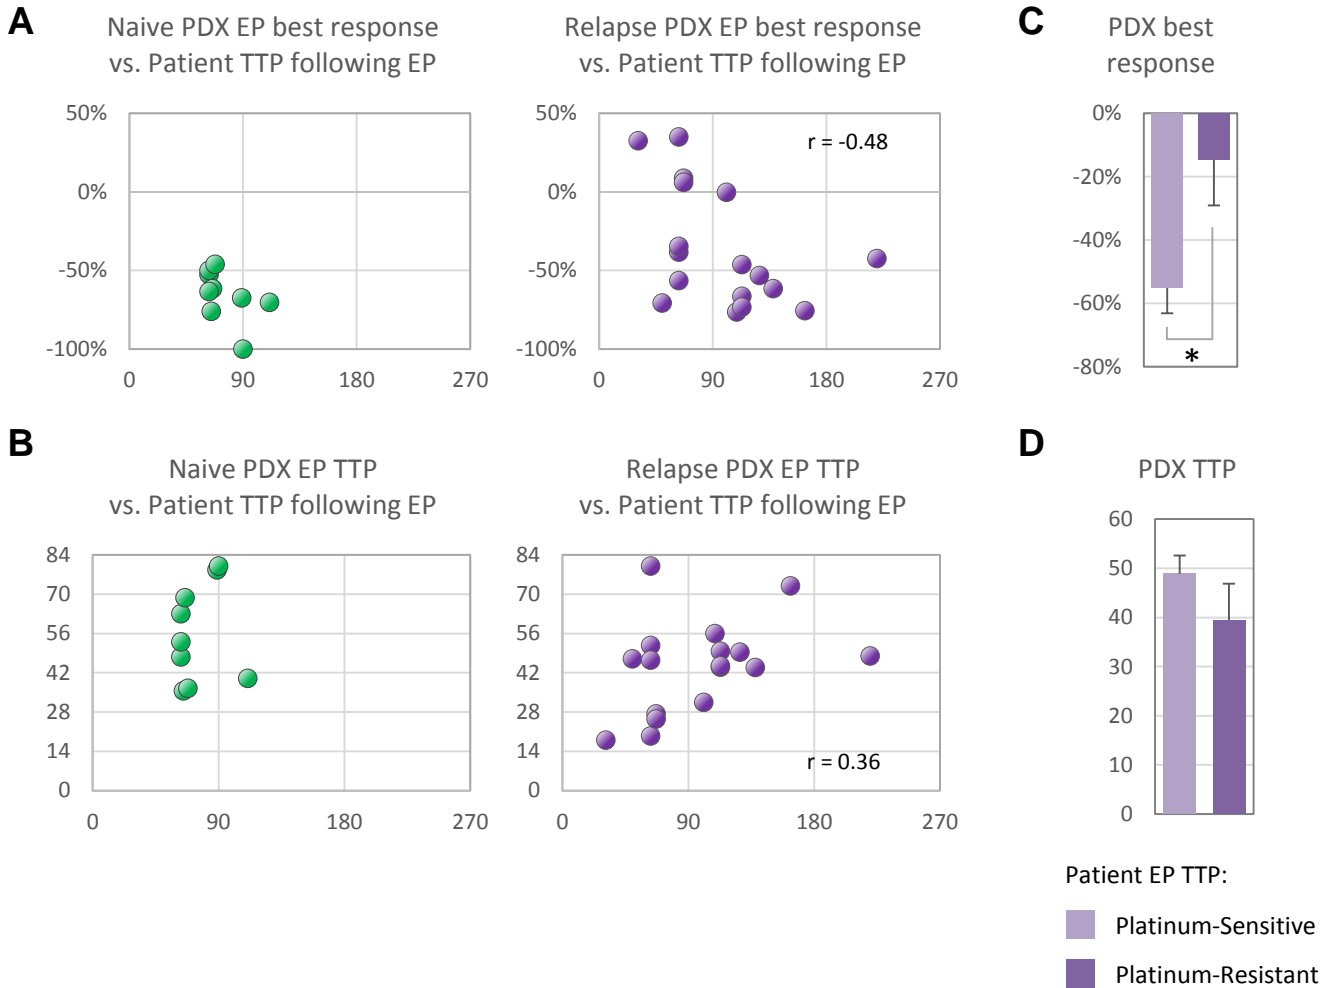 A
Naive PDX EP best response
vs. Patient TTP following EP
50%
0%
-50%
-100%
0 90 180 270
Relapse PDX EP best response
vs. Patient TTP following EP
50%
0%
-50%
-100%
r = -0.48
0 90 180 270
C
PDX best
response
0%
-20%
-40%
-60%
-80%
*
B
Naive PDX EP TTP
vs. Patient TTP following EP
84
70
56
42
28
14
0
0 90 180 270
Relapse PDX EP TTP
vs. Patient TTP following EP
84
70
56
42
28
14
0
r = 0.36
0 90 180 270
D
PDX TTP
60
50
40
30
20
10
0
Patient EP TTP:
Platinum-Sensitive
Platinum-Resistant